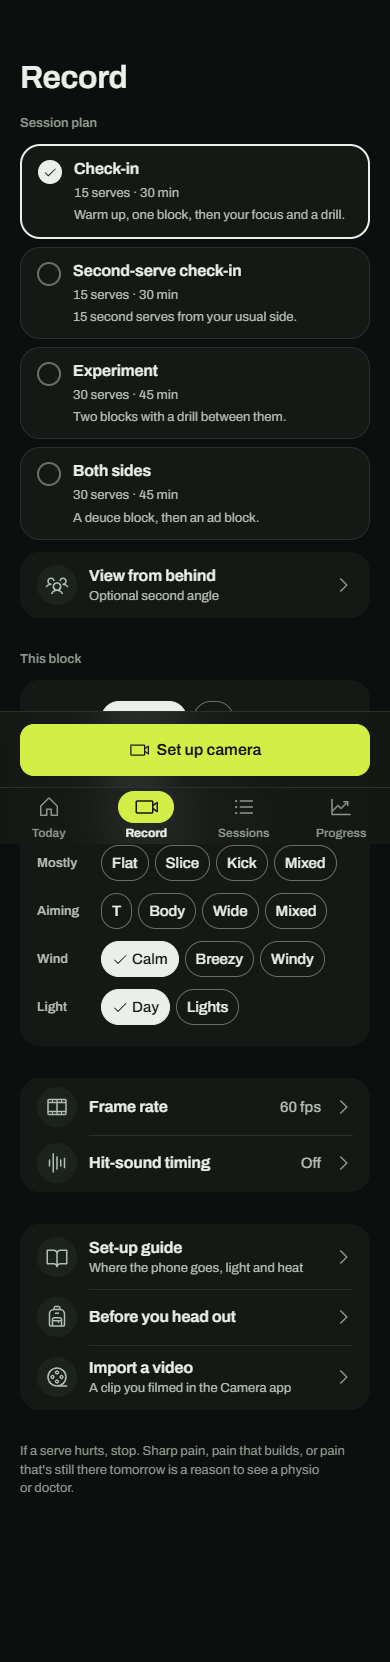 Record
Session plan
Check-in
15 serves · 30 min
Warm up, one block, then your focus and a drill.
Second-serve check-in
15 serves · 30 min
15 second serves from your usual side.
Experiment
30 serves · 45 min
Two blocks with a drill between them.
Both sides
30 serves · 45 min
A deuce block, then an ad block.
View from behind
Optional second angle
This block
Set up camera
Today Record Sessions Progress
Mostly Flat Slice Kick Mixed
Aiming T Body Wide Mixed
Wind Calm Breezy Windy
Light Day Lights
Frame rate 60 fps
Hit-sound timing Off
Set-up guide
Where the phone goes, light and heat
Before you head out
Import a video
A clip you filmed in the Camera app
If a serve hurts, stop. Sharp pain, pain that builds, or pain
that's still there tomorrow is a reason to see a physio
or doctor.